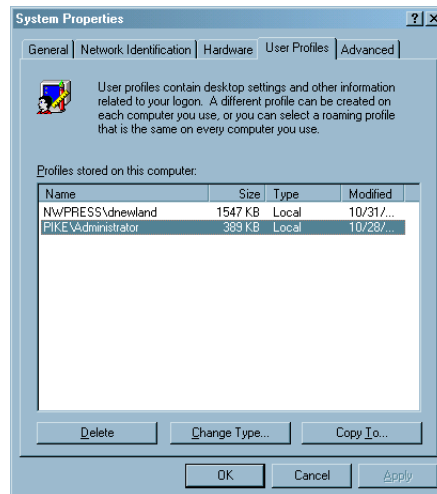 System Properties
General Network Identification Hardware User Profiles Advanced
User profiles contain desktop settings and other information
related to your logon. A different profile can be created on
each computer you use, or you can select a roaming profile
that is the same on every computer you use.
Profiles stored on this computer:
Name Size Type Modified
NWPRESS\dnewland 1547 KB Local 10/31/...
PIKE\Administrator 389 KB Local 10/28/...
Delete Change Type... Copy To...
OK Cancel Apply